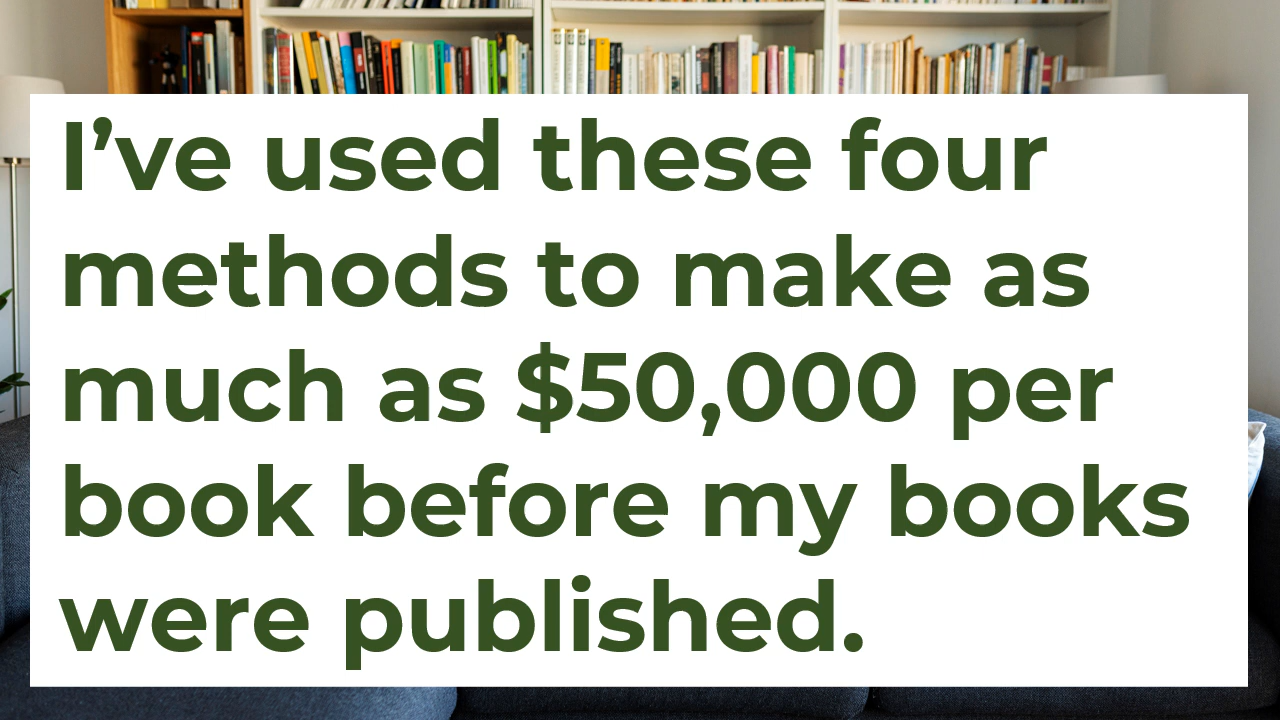 I’ve used these four
methods to make as
much as $50,000 per
book before my books
were published.